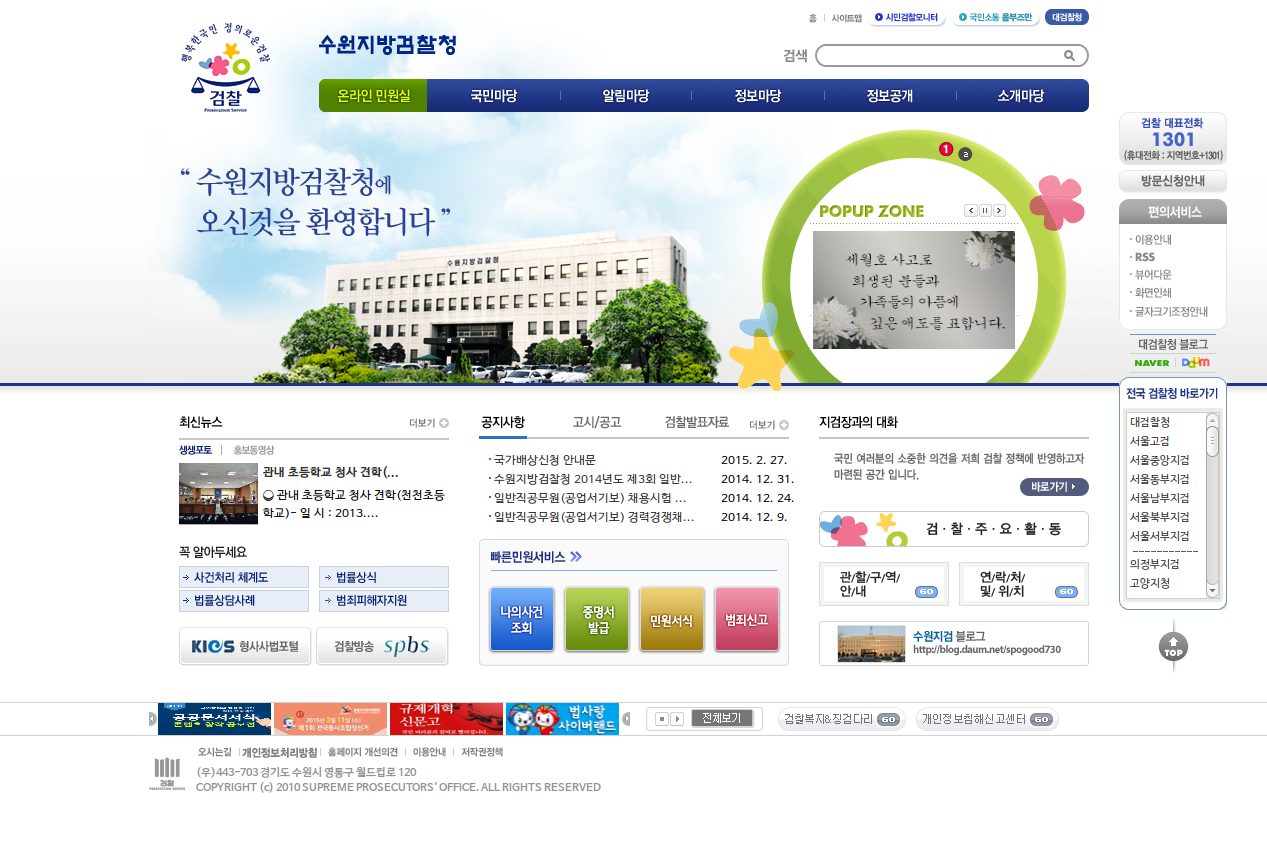 행복한국민 정의로운검찰
검찰
Prosecution Service
수원지방검찰청
홈 | 사이트맵
시민검찰모니터
국민소통 옴부즈만
대검찰청
검색
온라인 민원실
국민마당
알림마당
정보마당
정보공개
소개마당
“ 수원지방검찰청에
오신것을 환영합니다 ”
수원지방검찰청
1
2
POPUP ZONE
세월호 사고로
희생된 분들과
가족들의 아픔에
깊은 애도를 표합니다.
검찰 대표전화
1301
(휴대전화 : 지역번호+1301)
방문신청안내
편의서비스
· 이용안내
· RSS
· 뷰어다운
· 화면인쇄
· 글자크기조정안내
대검찰청 블로그
NAVER | Daum
전국 검찰청 바로가기
대검찰청
서울고검
서울중앙지검
서울동부지검
서울남부지검
서울북부지검
서울서부지검
-----------
의정부지검
고양지청
TOP
최신뉴스
더보기
생생포토 | 홍보동영상
관내 초등학교 청사 견학(...
관내 초등학교 청사 견학(천천초등
학교)- 일 시 : 2013....
꼭 알아두세요
사건처리 체계도
법률상식
법률상담사례
범죄피해자지원
KICS 형사사법포털
검찰방송 spbs
공지사항
고시/공고
검찰발표자료
더보기
· 국가배상신청 안내문 2015. 2. 27.
· 수원지방검찰청 2014년도 제3회 일반... 2014. 12. 31.
· 일반직공무원(공업서기보) 채용시험 ... 2014. 12. 24.
· 일반직공무원(공업서기보) 경력경쟁채... 2014. 12. 9.
빠른민원서비스
나의사건
조회
증명서
발급
민원서식
범죄신고
지검장과의 대화
국민 여러분의 소중한 의견을 저희 검찰 정책에 반영하고자
마련된 공간 입니다.
바로가기
검·찰·주·요·활·동
관/할/구/역/
안/내
GO
연/락/처/
및/ 위/치
GO
수원지검 블로그
http://blog.daum.net/spogood730
공공문서서식
콘텐츠 창작 공모전
2015년 3월 11일 (수)
제1회 전국동시조합장선거
규제개혁
신문고
법사랑
사이버랜드
전체보기
검찰복지&징검다리 GO
개인정보침해신고센터 GO
오시는길 | 개인정보처리방침 | 홈페이지 개선의견 | 이용안내 | 저작권정책
검찰
PROSECUTION SERVICE
(우)443-703 경기도 수원시 영통구 월드컵로 120
COPYRIGHT (c) 2010 SUPREME PROSECUTORS' OFFICE. ALL RIGHTS RESERVED